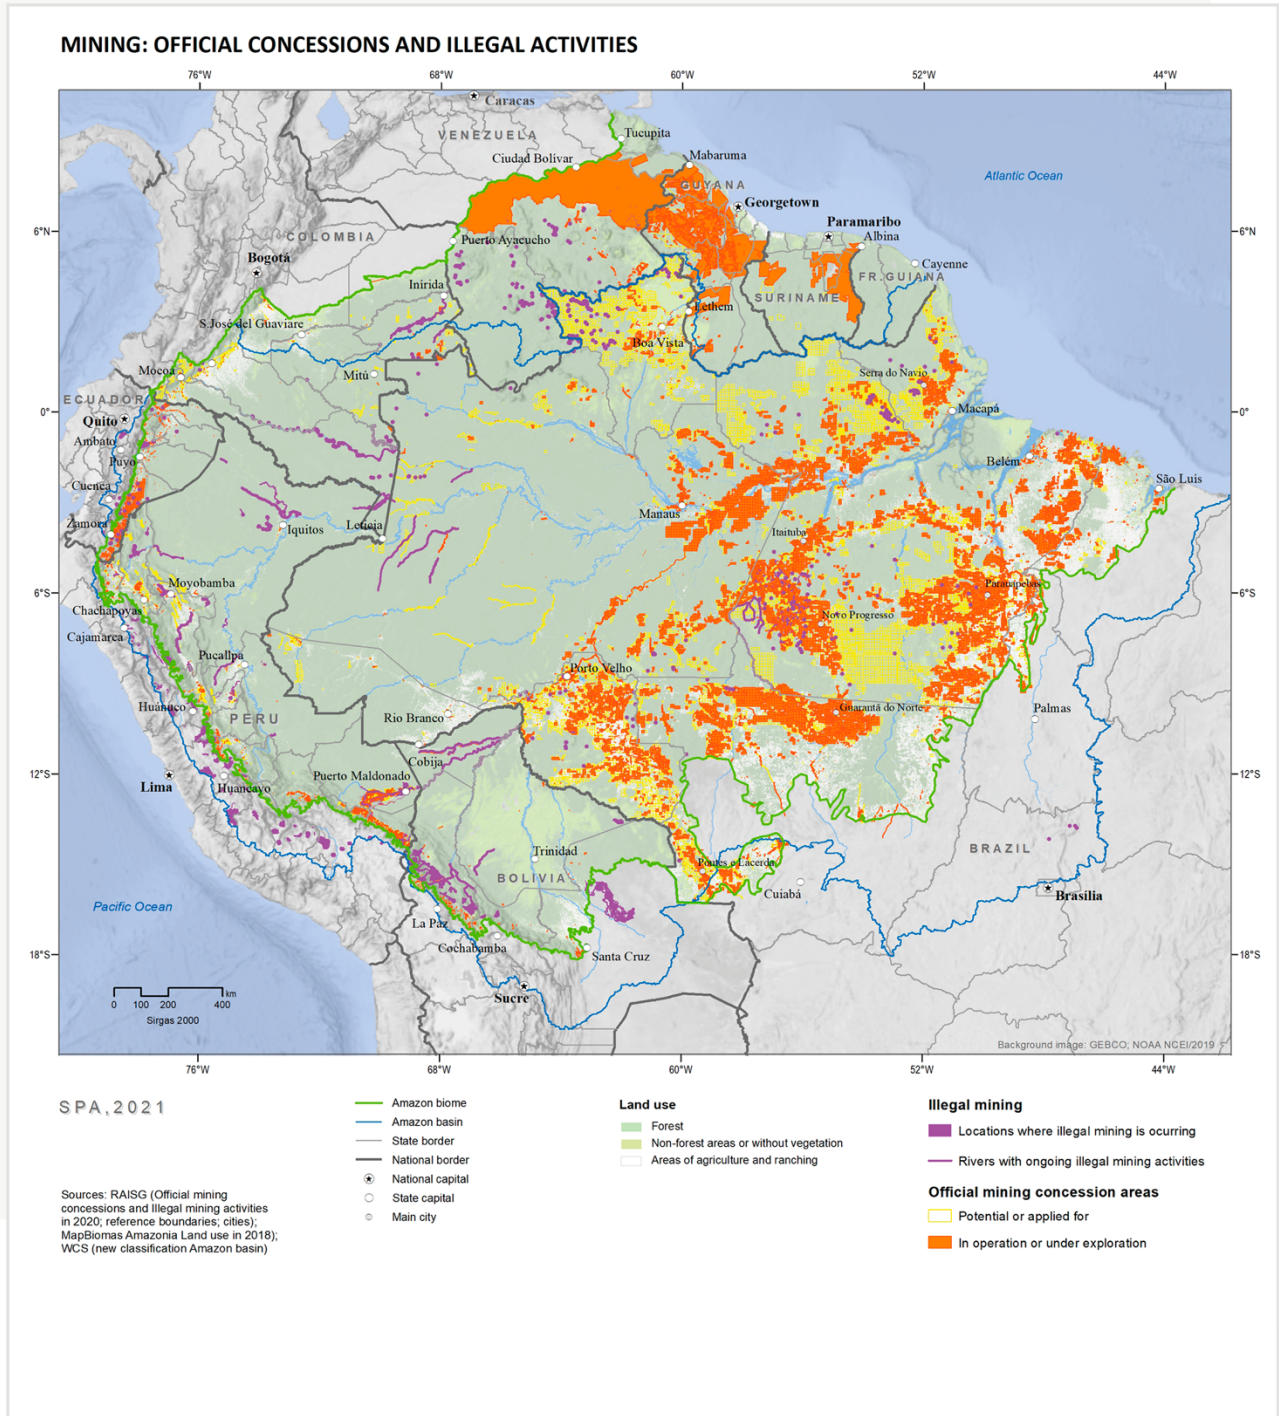 MINING: OFFICIAL CONCESSIONS AND ILLEGAL ACTIVITIES
76°W 68°W 60°W 52°W 44°W
Caracas
VENEZUELA
Tucupita
Ciudad Bolívar
Mabaruma
GUYANA
Atlantic Ocean
Georgetown
Paramaribo
6°N
6°N
COLOMBIA
Puerto Ayacucho
Albina
Bogotá
Cayenne
FR.GUIANA
Inírida
SURINAME
Lethem
S.José del Guaviare
Boa Vista
Mocoa
Mitú
Serra do Navio
ECUADOR
0°
Macapá
0°
Quito
Ambato
Puyo
Belém
Cuenca
São Luís
Manaus
Zamora
Iquitos
Leticia
Itaituba
Moyobamba
Parauapebas
6°S
6°S
Chachapoyas
Novo Progresso
Cajamarca
Pucallpa
Porto Velho
Huánuco
PERU
Rio Branco
Guarantã do Norte
Palmas
Cobija
12°S
Puerto Maldonado
12°S
Lima
Huancayo
Trinidad
BRAZIL
Pontes e Lacerda
BOLIVIA
Cuiabá
Brasília
Pacific Ocean
La Paz
Cochabamba
18°S
Santa Cruz
18°S
Sucre
km
0 100 200 400
Sirgas 2000
Background image: GEBCO; NOAA NCEI/2019
76°W 68°W 60°W 52°W 44°W
SPA,2021
Sources: RAISG (Official mining
concessions and Illegal mining activities
in 2020; reference boundaries; cities);
MapBiomas Amazonia Land use in 2018);
WCS (new classification Amazon basin)
Amazon biome
Amazon basin
State border
National border
National capital
State capital
Main city
Land use
Forest
Non-forest areas or without vegetation
Areas of agriculture and ranching
Illegal mining
Locations where illegal mining is ocurring
Rivers with ongoing illegal mining activities
Official mining concession areas
Potential or applied for
In operation or under exploration